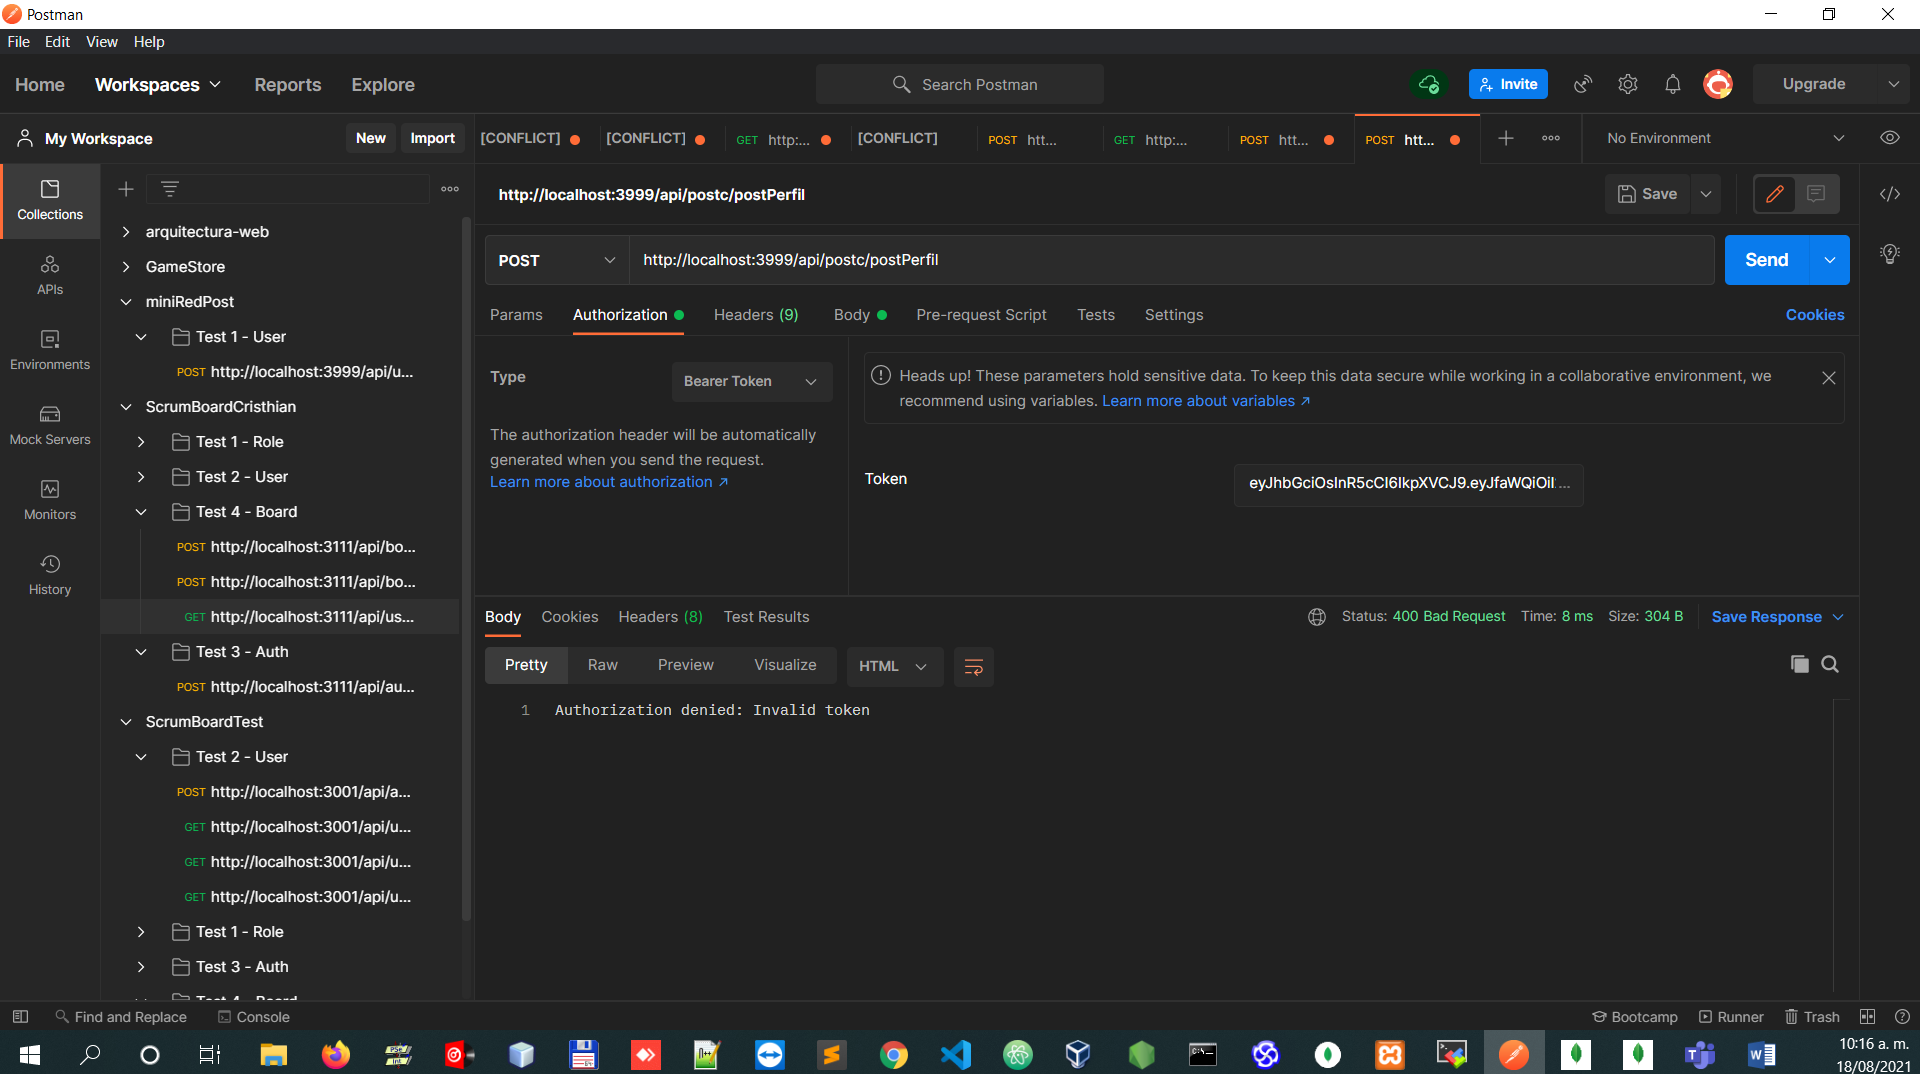 Postman
File Edit View Help
Home Workspaces Reports Explore
Search Postman
Invite
Upgrade
My Workspace
New Import
[CONFLICT]
[CONFLICT]
GET http:...
[CONFLICT]
POST htt...
GET http:...
POST htt...
POST htt...
No Environment
Collections
APIs
Environments
Mock Servers
Monitors
History
arquitectura-web
GameStore
miniRedPost
Test 1 - User
POST http://localhost:3999/api/u...
ScrumBoardCristhian
Test 1 - Role
Test 2 - User
Test 4 - Board
POST http://localhost:3111/api/bo...
POST http://localhost:3111/api/bo...
GET http://localhost:3111/api/us...
Test 3 - Auth
POST http://localhost:3111/api/au...
ScrumBoardTest
Test 2 - User
POST http://localhost:3001/api/a...
GET http://localhost:3001/api/u...
GET http://localhost:3001/api/u...
GET http://localhost:3001/api/u...
Test 1 - Role
Test 3 - Auth
Test 4 - Board
http://localhost:3999/api/postc/postPerfil
Save
POST
http://localhost:3999/api/postc/postPerfil
Send
Params Authorization Headers (9) Body Pre-request Script Tests Settings
Cookies
Type
Bearer Token
The authorization header will be automatically
generated when you send the request.
Learn more about authorization ↗
Heads up! These parameters hold sensitive data. To keep this data secure while working in a collaborative environment, we
recommend using variables. Learn more about variables ↗
Token
eyJhbGciOsInR5cCI6IkpXVCJ9.eyJfaWQiOiI...
Body Cookies Headers (8) Test Results
Status: 400 Bad Request Time: 8 ms Size: 304 B
Save Response
Pretty Raw Preview Visualize HTML
1 Authorization denied: Invalid token
Find and Replace
Console
Bootcamp Runner Trash
10:16 a. m.
18/08/2021